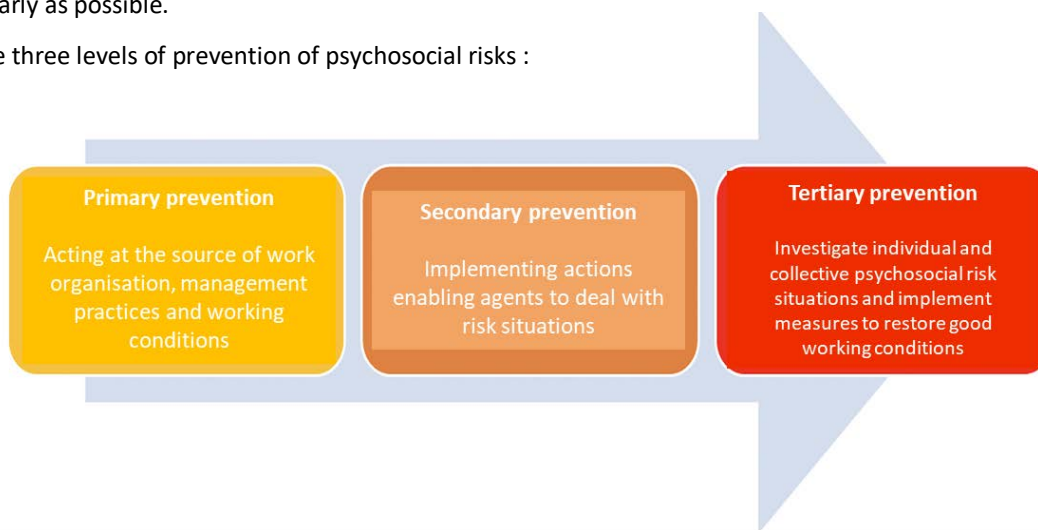 arly as possible.
e three levels of prevention of psychosocial risks :
Primary prevention
Acting at the source of work
organisation, management
practices and working
conditions
Secondary prevention
Implementing actions
enabling agents to deal with
risk situations
Tertiary prevention
Investigate individual and
collective psychosocial risk
situations and implement
measures to restore good
working conditions